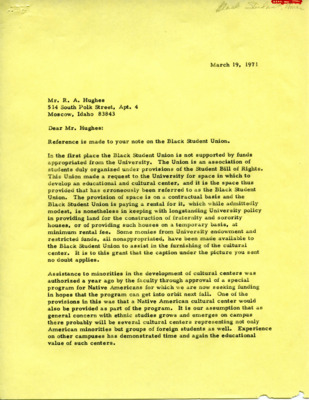 Black Student Union
March 19, 1971
Mr. R. A. Hughes
514 South Polk Street, Apt. 4
Moscow, Idaho 83843
Dear Mr. Hughes:
Reference is made to your note on the Black Student Union.
In the first place the Black Student Union is not supported by funds
appropriated from the University. The Union is an association of
students duly organized under provisions of the Student Bill of Rights.
This Union made a request to the University for space in which to
develop an educational and cultural center, and it is the space thus
provided that has erroneously been referred to as the Black Student
Union. The provision of space is on a contractual basis and the
Black Student Union is paying a rental for it, which while admittedly
modest, is nonetheless in keeping with longstanding University policy
in providing land for the construction of fraternity and sorority
houses, or of providing such houses on a temporary basis, at
minimum rental fee. Some monies from University endowment and
restricted funds, all nonappropriated, have been made available to
the Black Student Union to assist in the furnishing of the cultural
center. It is to this grant that the caption under the picture you sent
no doubt applies.
Assistance to minorities in the development of cultural centers was
authorized a year ago by the faculty through approval of a special
program for Native Americans for which we are now seeking funding
in hopes that the program can get into orbit next fall. One of the
provisions in this was that a Native American cultural center would
also be provided as part of the program. It is our assumption that as
general concern with ethnic studies grows and emerges on campus
there probably will be several cultural centers representing not only
American minorities but groups of foreign students as well. Experience
on other campuses has demonstrated time and again the educational
value of such centers.